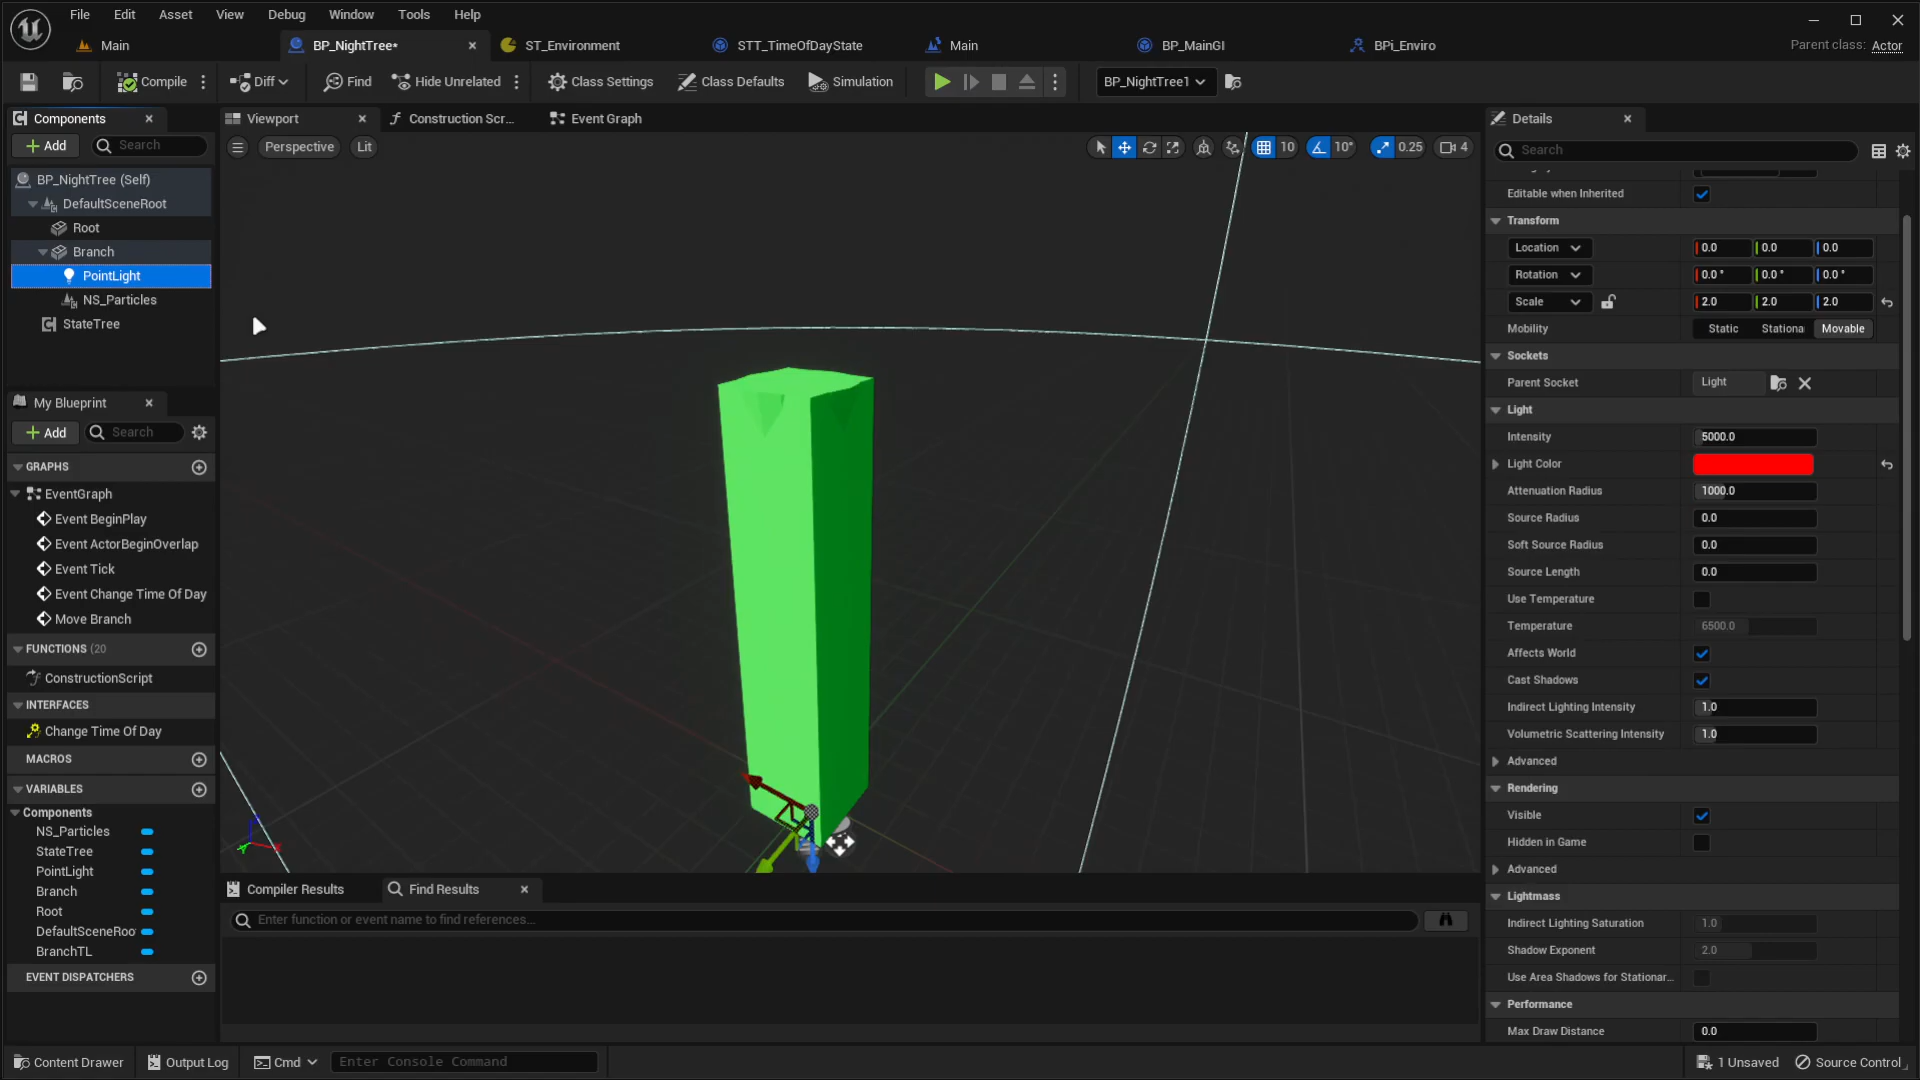 File Edit Asset View Debug Window Tools Help
Main BP_NightTree* ST_Environment STT_TimeOfDayState Main BP_MainGI BPi_Enviro Parent class: Actor
Compile Diff Find Hide Unrelated Class Settings Class Defaults Simulation BP_NightTree1
Components Viewport Construction Scr... Event Graph Details
Add Search Perspective Lit 10 10° 0.25 4 Search
BP_NightTree (Self)
DefaultSceneRoot
Root
Branch
PointLight
NS_Particles
StateTree
My Blueprint
Add Search
GRAPHS
EventGraph
Event BeginPlay
Event ActorBeginOverlap
Event Tick
Event Change Time Of Day
Move Branch
FUNCTIONS (20
ConstructionScript
INTERFACES
Change Time Of Day
MACROS
VARIABLES
Components
NS_Particles
StateTree
PointLight
Branch
Root
DefaultSceneRoo
BranchTL
EVENT DISPATCHERS
Compiler Results Find Results
Enter function or event name to find references...
Editable when Inherited
Transform
Location 0.0 0.0 0.0
Rotation 0.0 ° 0.0 ° 0.0 °
Scale 2.0 2.0 2.0
Mobility Static Stationa Movable
Sockets
Parent Socket Light
Light
Intensity 5000.0
Light Color
Attenuation Radius 1000.0
Source Radius 0.0
Soft Source Radius 0.0
Source Length 0.0
Use Temperature
Temperature 6500.0
Affects World
Cast Shadows
Indirect Lighting Intensity 1.0
Volumetric Scattering Intensity 1.0
Advanced
Rendering
Visible
Hidden in Game
Advanced
Lightmass
Indirect Lighting Saturation 1.0
Shadow Exponent 2.0
Use Area Shadows for Stationar...
Performance
Max Draw Distance 0.0
Content Drawer Output Log Cmd Enter Console Command 1 Unsaved Source Control